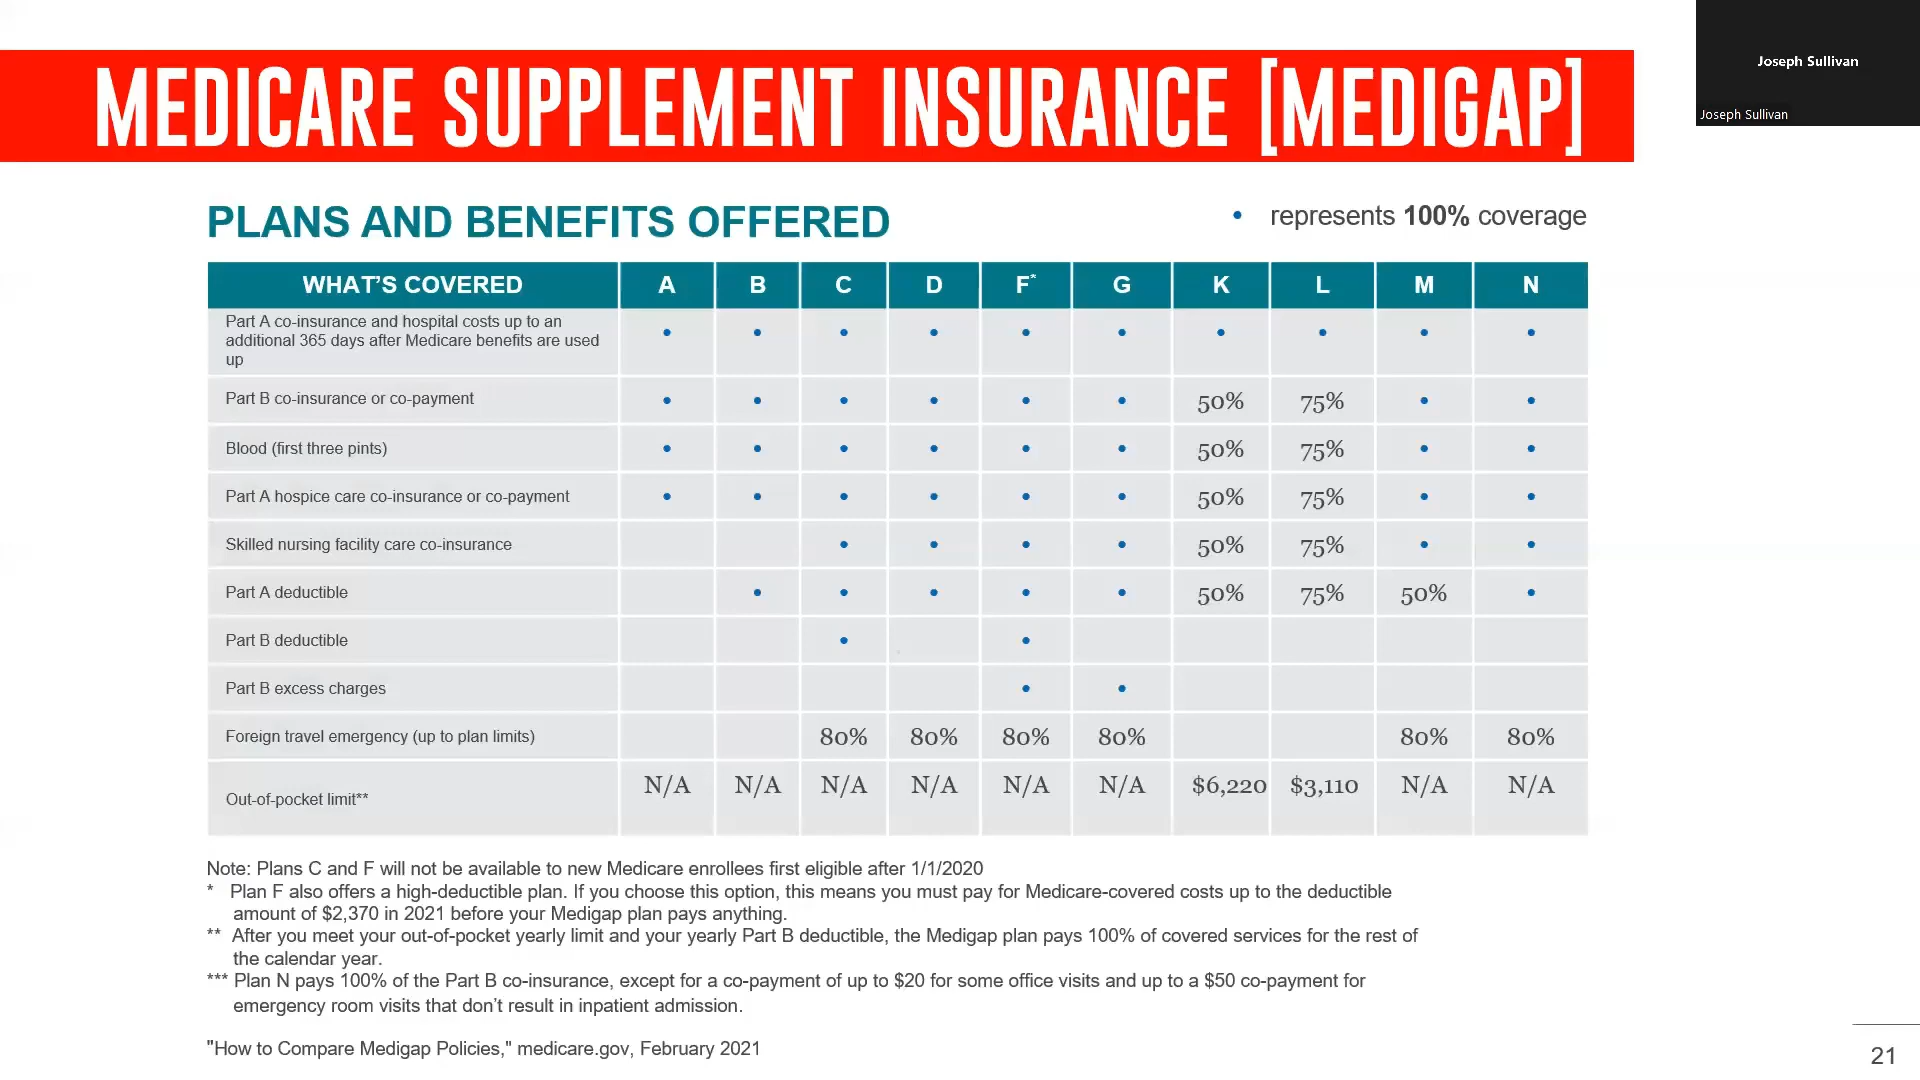 MEDICARE SUPPLEMENT INSURANCE [MEDIGAP]
Joseph Sullivan
Joseph Sullivan
PLANS AND BENEFITS OFFERED
• represents 100% coverage
WHAT'S COVERED A B C D F* G K L M N
Part A co-insurance and hospital costs up to an
additional 365 days after Medicare benefits are used
up
• • • • • • • • • •
Part B co-insurance or co-payment • • • • • • 50% 75% • •
Blood (first three pints) • • • • • • 50% 75% • •
Part A hospice care co-insurance or co-payment • • • • • • 50% 75% • •
Skilled nursing facility care co-insurance • • • • 50% 75% • •
Part A deductible • • • • • 50% 75% 50% •
Part B deductible • •
Part B excess charges • •
Foreign travel emergency (up to plan limits) 80% 80% 80% 80% 80% 80%
Out-of-pocket limit** N/A N/A N/A N/A N/A N/A $6,220 $3,110 N/A N/A
Note: Plans C and F will not be available to new Medicare enrollees first eligible after 1/1/2020
* Plan F also offers a high-deductible plan. If you choose this option, this means you must pay for Medicare-covered costs up to the deductible
amount of $2,370 in 2021 before your Medigap plan pays anything.
** After you meet your out-of-pocket yearly limit and your yearly Part B deductible, the Medigap plan pays 100% of covered services for the rest of
the calendar year.
*** Plan N pays 100% of the Part B co-insurance, except for a co-payment of up to $20 for some office visits and up to a $50 co-payment for
emergency room visits that don't result in inpatient admission.
"How to Compare Medigap Policies," medicare.gov, February 2021
21